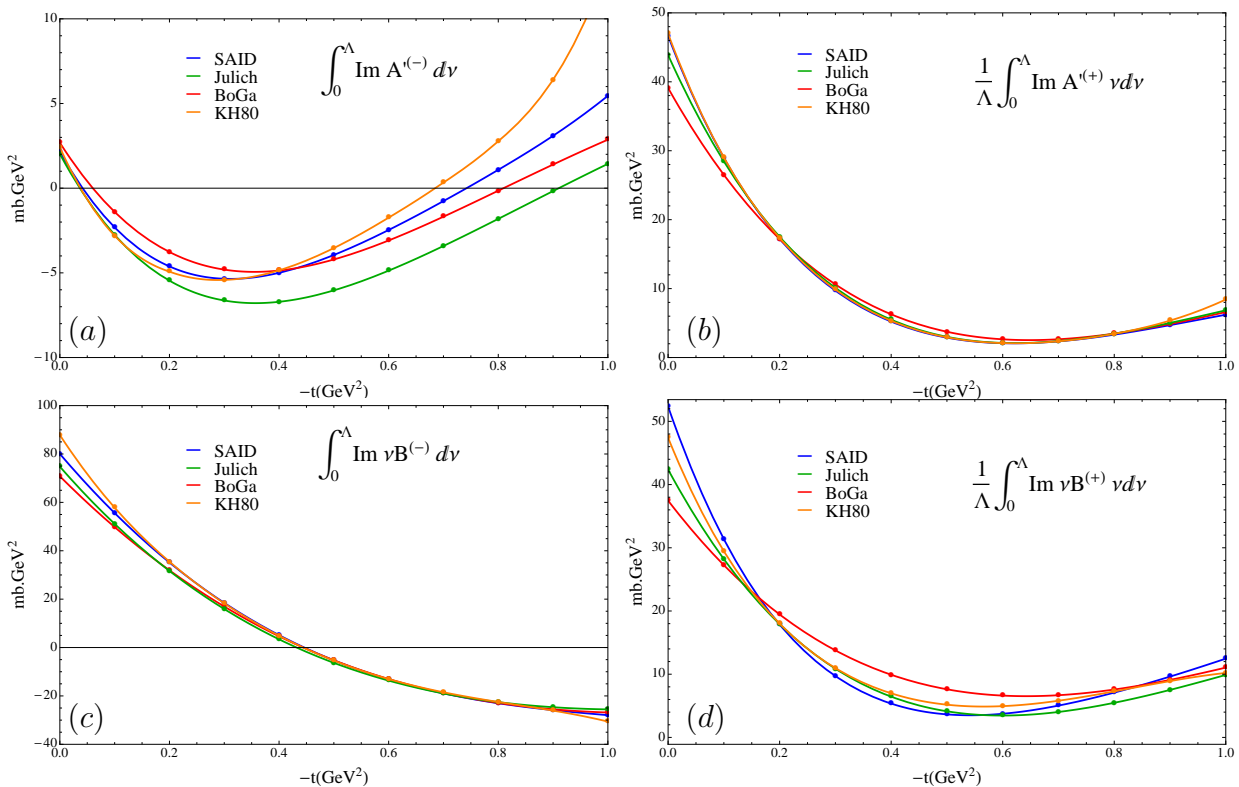 10
5
0
−5
−10
mb.GeV²
SAID
Julich
BoGa
KH80
∫₀^Λ Im A'⁽⁻⁾ dν
(a)
0.0 0.2 0.4 0.6 0.8 1.0
−t(GeV²)
50
40
30
20
10
0
mb.GeV²
SAID
Julich
BoGa
KH80
1/Λ ∫₀^Λ Im A'⁽⁺⁾ νdν
(b)
0.0 0.2 0.4 0.6 0.8 1.0
−t(GeV²)
100
80
60
40
20
0
−20
−40
mb.GeV²
SAID
Julich
BoGa
KH80
∫₀^Λ Im νB⁽⁻⁾ dν
(c)
0.0 0.2 0.4 0.6 0.8 1.0
−t(GeV²)
50
40
30
20
10
0
mb.GeV²
SAID
Julich
BoGa
KH80
1/Λ ∫₀^Λ Im νB⁽⁺⁾ νdν
(d)
0.0 0.2 0.4 0.6 0.8 1.0
−t(GeV²)